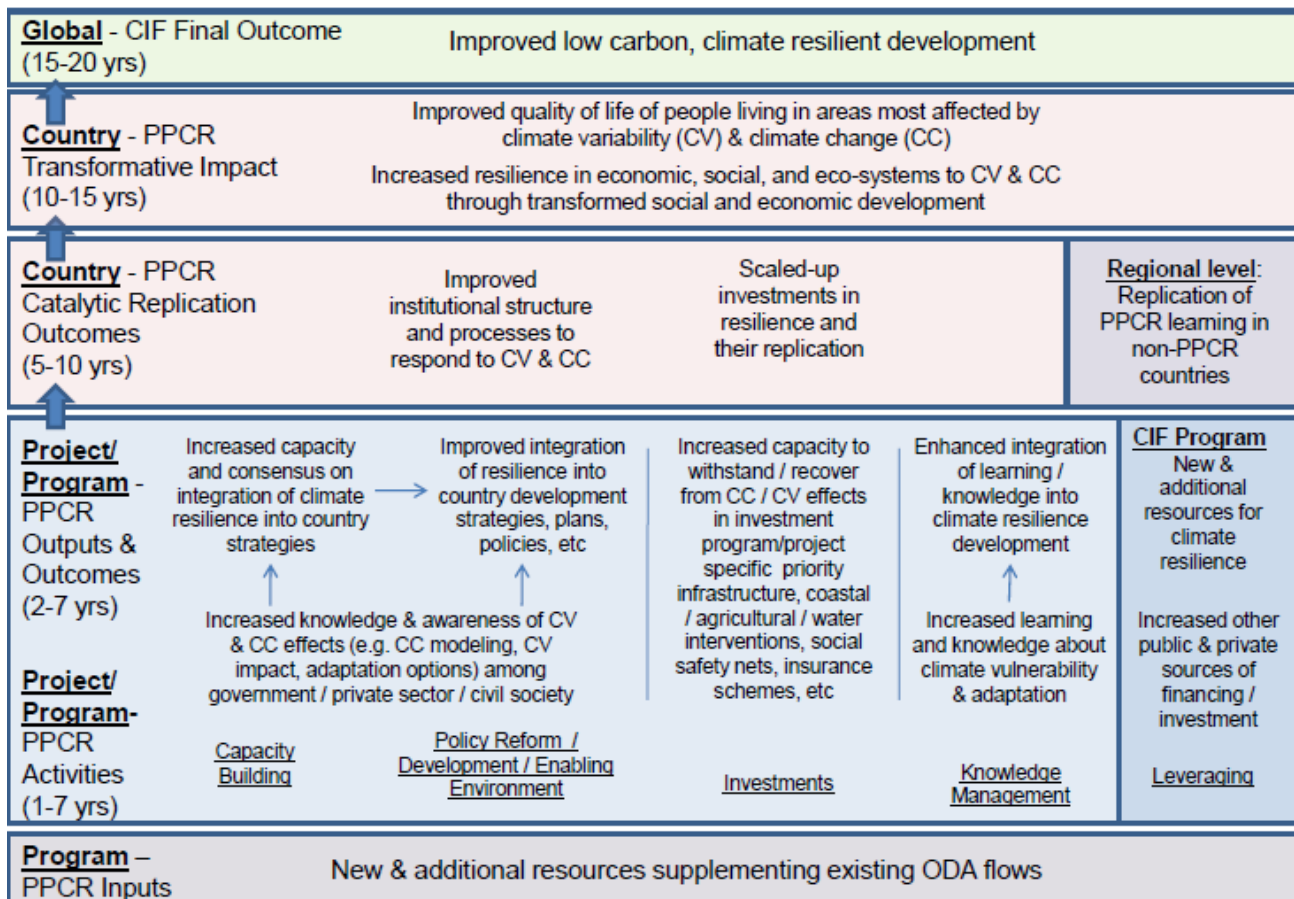 Global - CIF Final Outcome
(15-20 yrs)
Improved low carbon, climate resilient development
Country - PPCR
Transformative Impact
(10-15 yrs)
Improved quality of life of people living in areas most affected by
climate variability (CV) & climate change (CC)
Increased resilience in economic, social, and eco-systems to CV & CC
through transformed social and economic development
Country - PPCR
Catalytic Replication
Outcomes
(5-10 yrs)
Improved
institutional structure
and processes to
respond to CV & CC
Scaled-up
investments in
resilience and
their replication
Regional level:
Replication of
PPCR learning in
non-PPCR
countries
Project/
Program -
PPCR
Outputs &
Outcomes
(2-7 yrs)
Increased capacity
and consensus on
integration of climate
resilience into country
strategies
Improved integration
of resilience into
country development
strategies, plans,
policies, etc
Increased knowledge & awareness of CV
& CC effects (e.g. CC modeling, CV
impact, adaptation options) among
government / private sector / civil society
Increased capacity to
withstand / recover
from CC / CV effects
in investment
program/project
specific priority
infrastructure, coastal
/ agricultural / water
interventions, social
safety nets, insurance
schemes, etc
Enhanced integration
of learning /
knowledge into
climate resilience
development
Increased learning
and knowledge about
climate vulnerability
& adaptation
CIF Program
New &
additional
resources for
climate
resilience
Increased other
public & private
sources of
financing /
investment
Project/
Program-
PPCR
Activities
(1-7 yrs)
Capacity
Building
Policy Reform /
Development / Enabling
Environment
Investments
Knowledge
Management
Leveraging
Program –
PPCR Inputs
New & additional resources supplementing existing ODA flows